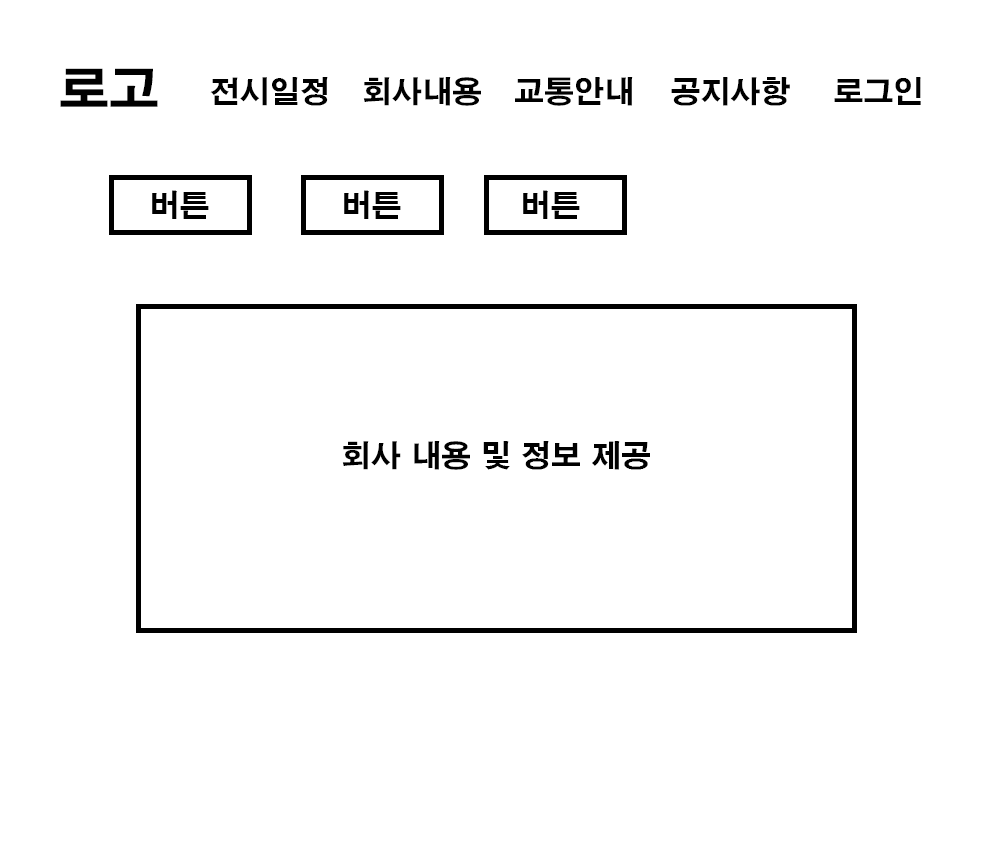 로고 전시일정 회사내용 교통안내 공지사항 로그인
버튼 버튼 버튼
회사 내용 및 정보 제공